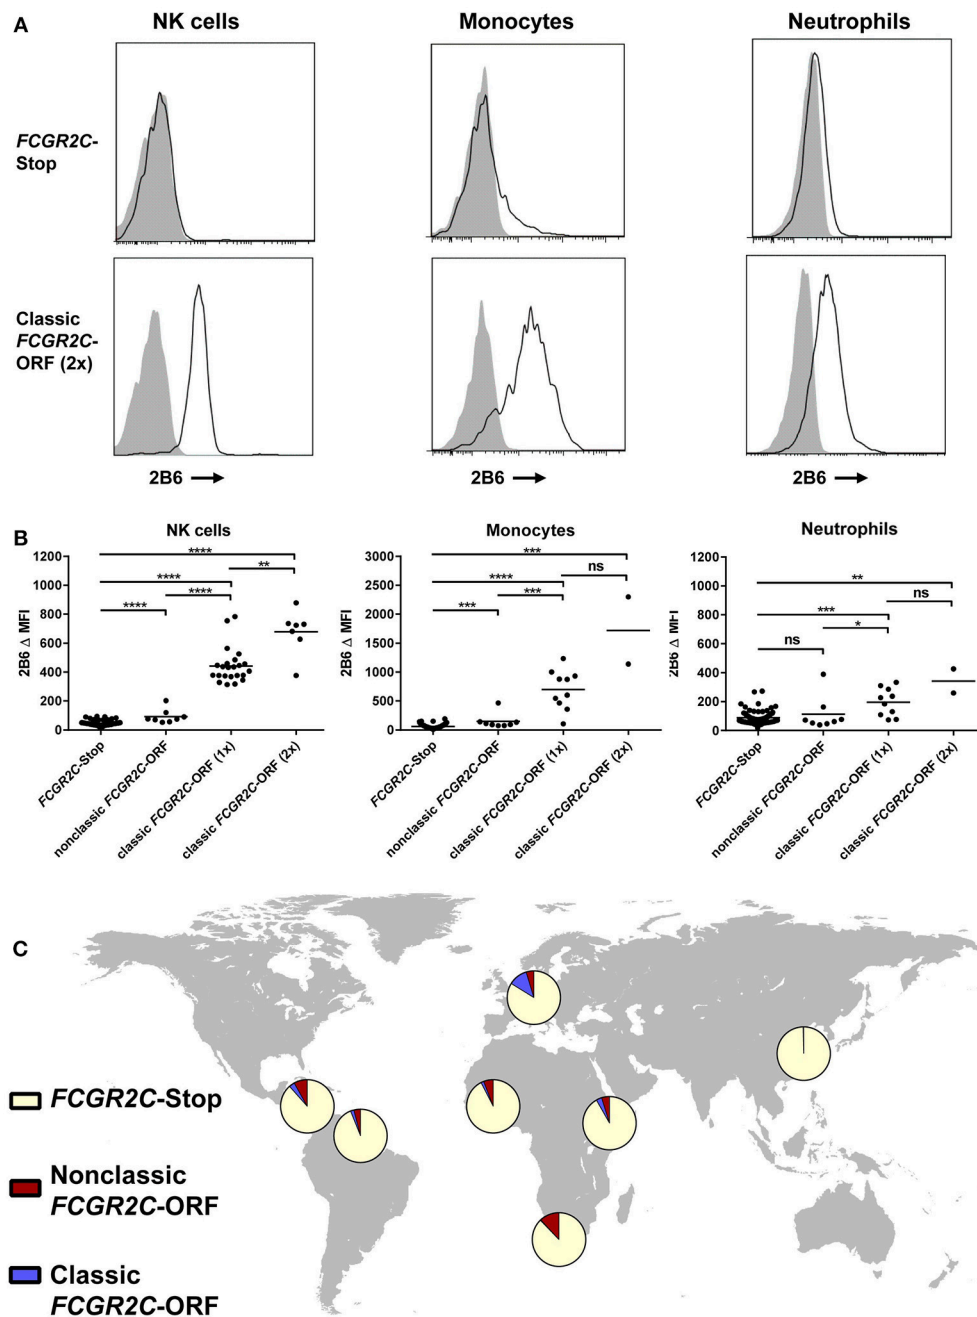 A
NK cells
Monocytes
Neutrophils
FCGR2C-
Stop
Classic
FCGR2C-
ORF (2x)
2B6
2B6
2B6
B
NK cells
2B6 Δ MFI
1200
1000
800
600
400
200
0
****
****
**
****
****
FCGR2C-Stop
nonclassic FCGR2C-ORF
classic FCGR2C-ORF (1x)
classic FCGR2C-ORF (2x)
Monocytes
2B6 Δ MFI
3000
2500
2000
1500
1000
500
0
***
ns
****
***
***
FCGR2C-Stop
nonclassic FCGR2C-ORF
classic FCGR2C-ORF (1x)
classic FCGR2C-ORF (2x)
Neutrophils
2B6 Δ MFI
1200
1000
800
600
400
200
0
**
ns
***
*
ns
FCGR2C-Stop
nonclassic FCGR2C-ORF
classic FCGR2C-ORF (1x)
classic FCGR2C-ORF (2x)
C
FCGR2C-Stop
Nonclassic
FCGR2C-ORF
Classic
FCGR2C-ORF